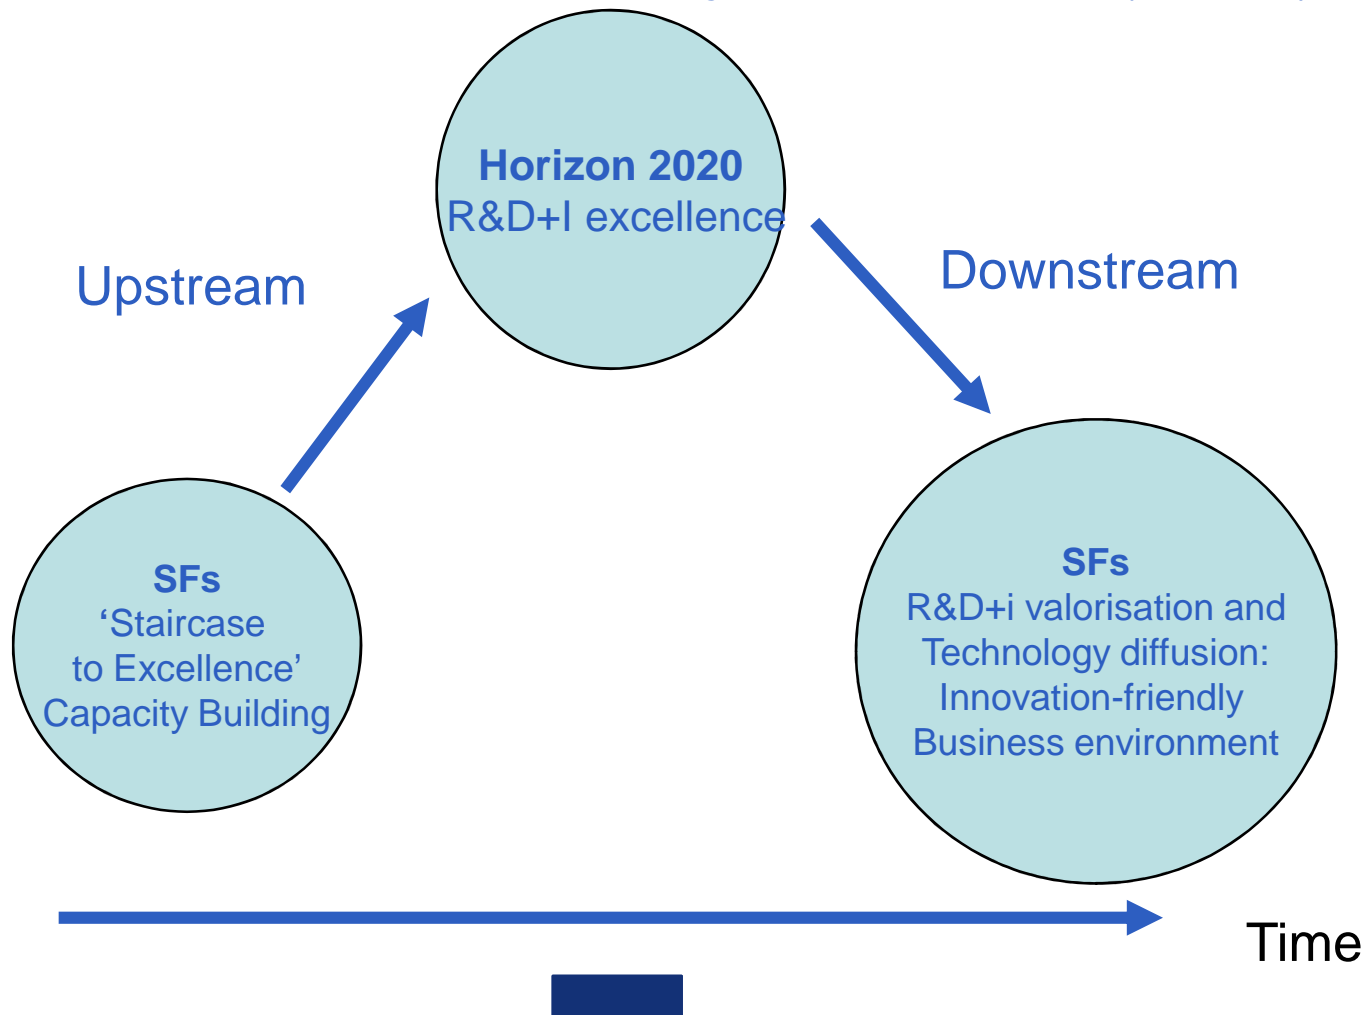 Horizon 2020
R&D+I excellence
Upstream
Downstream
SFs
‘Staircase
to Excellence’
Capacity Building
SFs
R&D+i valorisation and
Technology diffusion:
Innovation-friendly
Business environment
Time